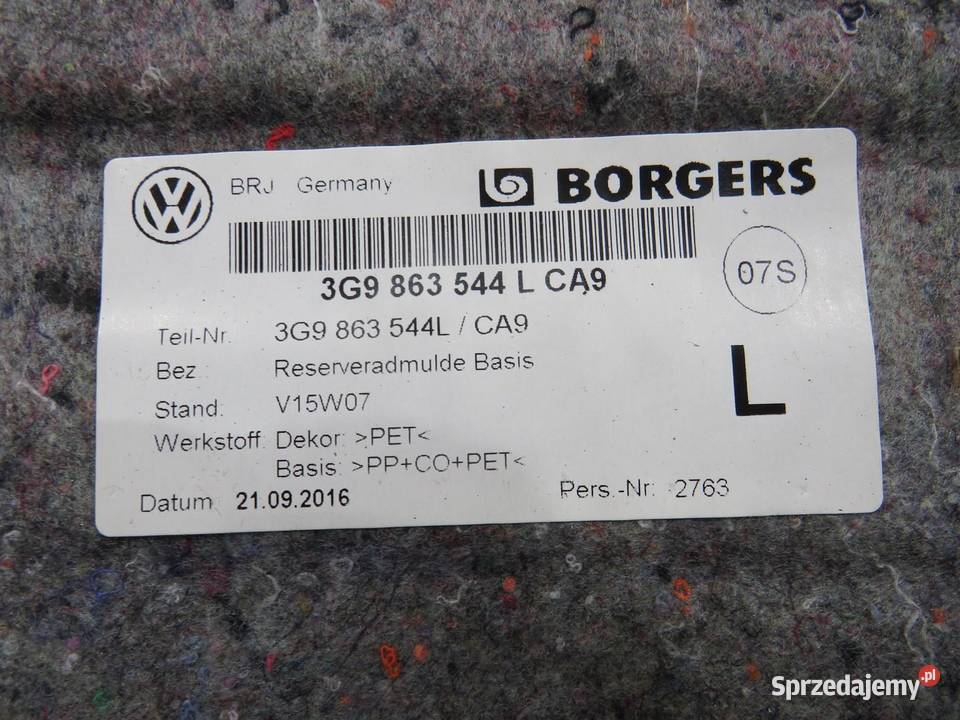 BRJ Germany
BORGERS
3G9 863 544 L CA9
07S
Teil-Nr. 3G9 863 544L / CA9
Bez : Reserveradmulde Basis
Stand: V15W07
L
Werkstoff: Dekor: >PET<
Basis: >PP+CO+PET<
Datum 21.09.2016
Pers.-Nr: 2763
Sprzedajemy.pl